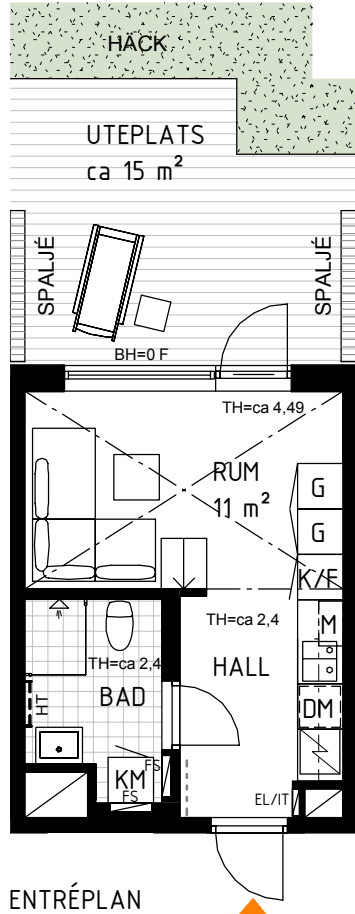 HÄCK
UTEPLATS
ca 15 m²
SPALJÉ
SPALJÉ
BH=0 F
TH=ca 4,49
RUM
11 m²
G
G
K/F
TH=ca 2,4
M
HALL
TH=ca 2,4
BAD
HT
DM
FS
KM
FS
EL/IT
ENTRÉPLAN